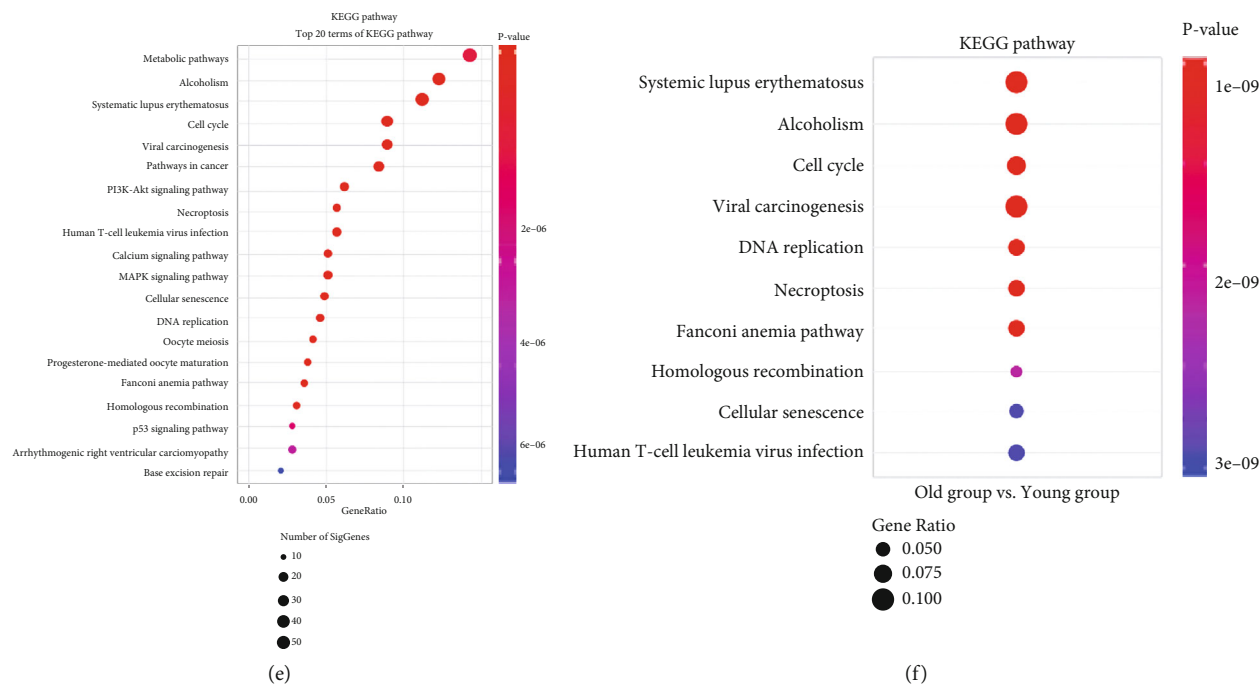 KEGG pathway
Top 20 terms of KEGG pathway
P-value
Metabolic pathways
Alcoholism
Systematic lupus erythematosus
Cell cycle
Viral carcinogenesis
Pathways in cancer
PI3K-Akt signaling pathway
Necroptosis
Human T-cell leukemia virus infection
Calcium signaling pathway
MAPK signaling pathway
Cellular senescence
DNA replication
Oocyte meiosis
Progesterone-mediated oocyte maturation
Fanconi anemia pathway
Homologous recombination
p53 signaling pathway
Arrhythmogenic right ventricular carciomyopathy
Base excision repair
2e–06
4e–06
6e–06
0.00 0.05 0.10
GeneRatio
Number of SigGenes
10
20
30
40
50
(e)
P-value
KEGG pathway
Systemic lupus erythematosus
Alcoholism
Cell cycle
Viral carcinogenesis
DNA replication
Necroptosis
Fanconi anemia pathway
Homologous recombination
Cellular senescence
Human T-cell leukemia virus infection
1e–09
2e–09
3e–09
Old group vs. Young group
Gene Ratio
0.050
0.075
0.100
(f)